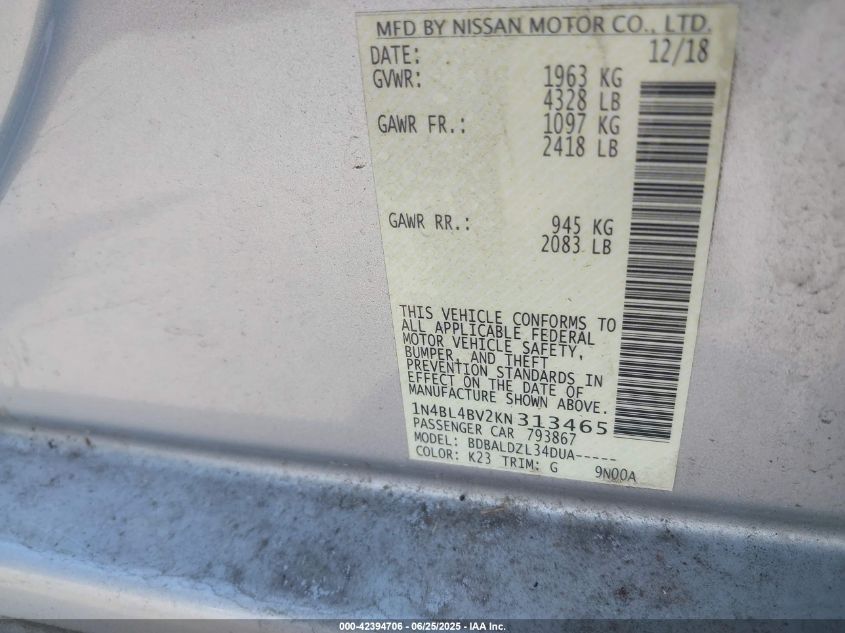 MFD BY NISSAN MOTOR CO., LTD.
DATE: 12/18
GVWR: 1963 KG
4328 LB
GAWR FR.: 1097 KG
2418 LB
GAWR RR.: 945 KG
2083 LB
THIS VEHICLE CONFORMS TO
ALL APPLICABLE FEDERAL
MOTOR VEHICLE SAFETY,
BUMPER, AND THEFT
PREVENTION STANDARDS IN
EFFECT ON THE DATE OF
MANUFACTURE SHOWN ABOVE.
1N4BL4BV2KN313465
PASSENGER CAR 793867
MODEL: BDBALDZL34DUA-----
COLOR: K23 TRIM: G 9N00A
000-42394706 - 06/25/2025 - IAA Inc.